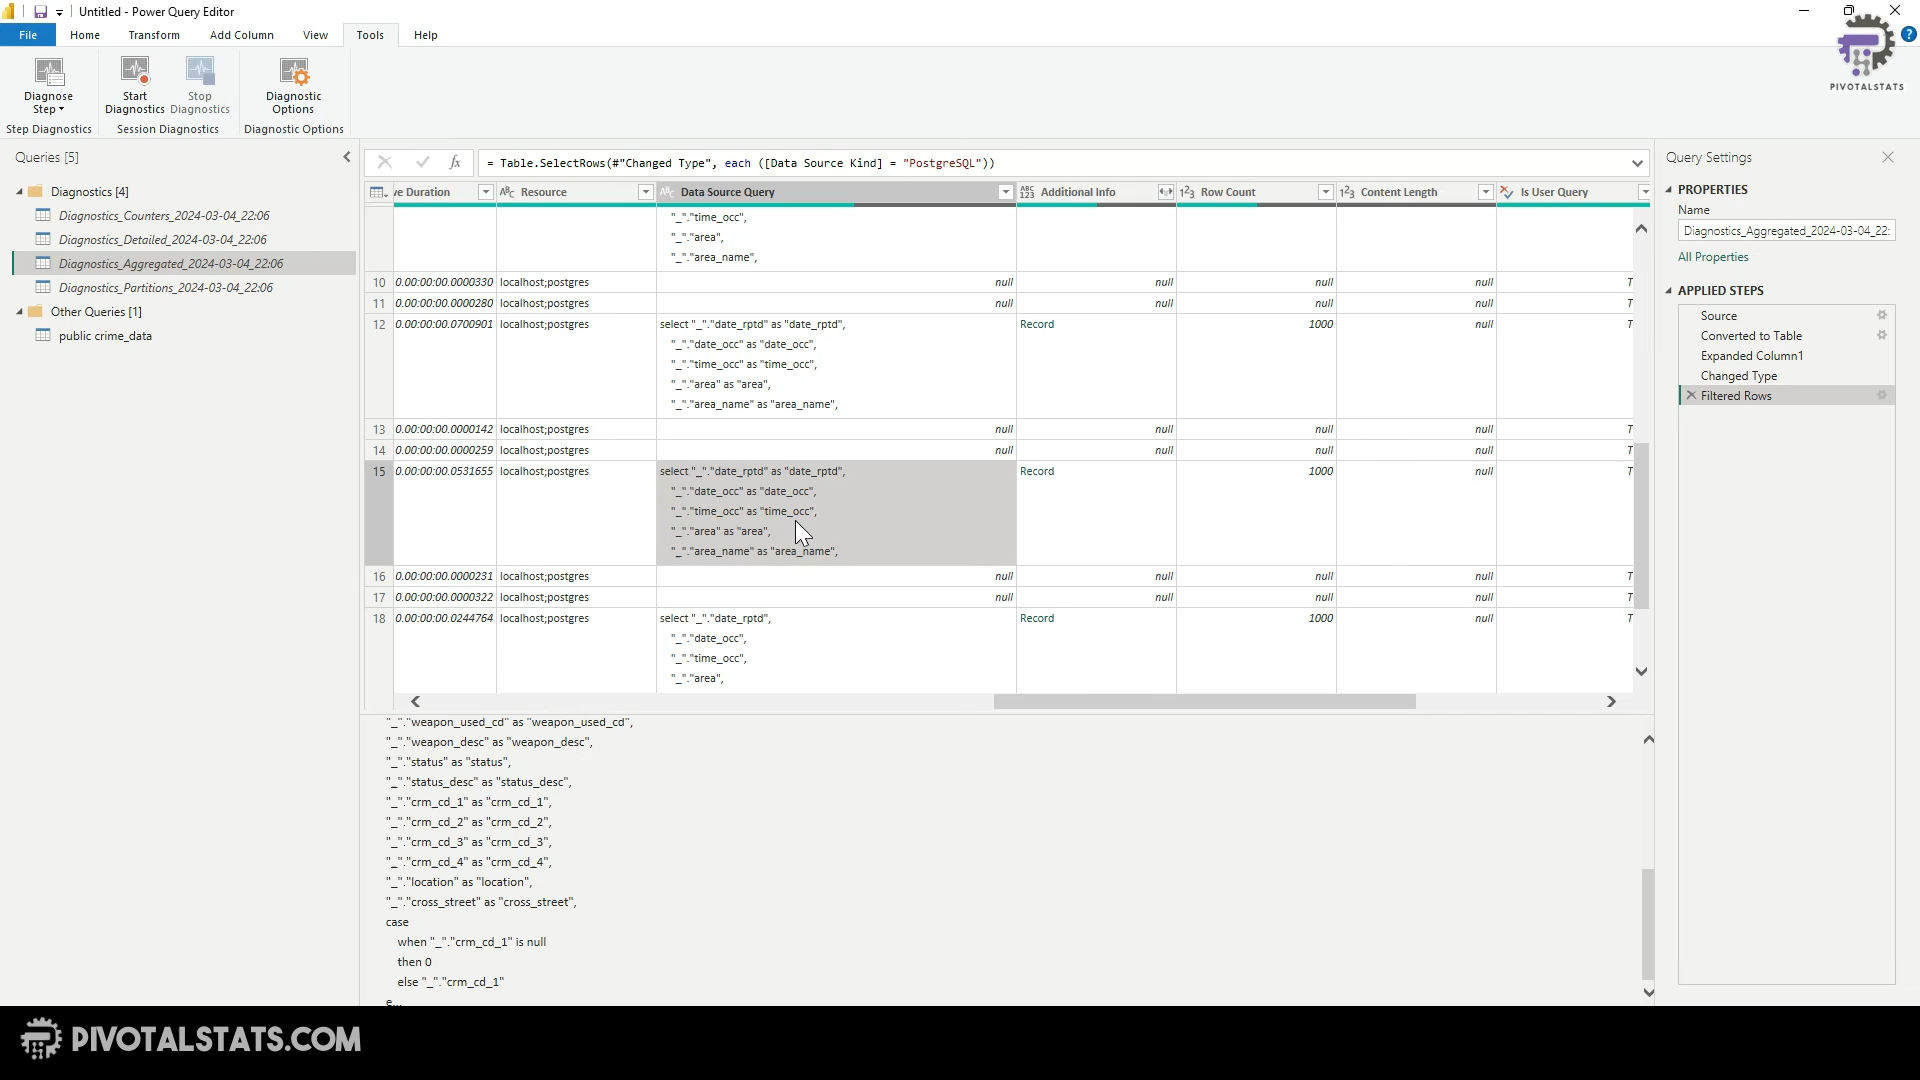 Untitled - Power Query Editor
File Home Transform Add Column View Tools Help
?
PIVOTALSTATS
Diagnose Step
Start Diagnostics
Stop Diagnostics
Diagnostic Options
Step Diagnostics Session Diagnostics Diagnostic Options
Queries [5]
Diagnostics [4]
Diagnostics_Counters_2024-03-04_22:06
Diagnostics_Detailed_2024-03-04_22:06
Diagnostics_Aggregated_2024-03-04_22:06
Diagnostics_Partitions_2024-03-04_22:06
Other Queries [1]
public crime_data
fx = Table.SelectRows(#"Changed Type", each ([Data Source Kind] = "PostgreSQL"))
ve Duration ABC Resource ABC Data Source Query ABC 123 Additional Info 123 Row Count 123 Content Length Is User Query
"_"."time_occ",
"_"."area",
"_"."area_name",
10 0.00:00:00.0000330 localhost;postgres null null null null T
11 0.00:00:00.0000280 localhost;postgres null null null null T
12 0.00:00:00.0700901 localhost;postgres select "_"."date_rptd" as "date_rptd", Record 1000 null T
"_"."date_occ" as "date_occ",
"_"."time_occ" as "time_occ",
"_"."area" as "area",
"_"."area_name" as "area_name",
13 0.00:00:00.0000142 localhost;postgres null null null null T
14 0.00:00:00.0000259 localhost;postgres null null null null T
15 0.00:00:00.0531655 localhost;postgres select "_"."date_rptd" as "date_rptd", Record 1000 null T
"_"."date_occ" as "date_occ",
"_"."time_occ" as "time_occ",
"_"."area" as "area",
"_"."area_name" as "area_name",
16 0.00:00:00.0000231 localhost;postgres null null null null T
17 0.00:00:00.0000322 localhost;postgres null null null null T
18 0.00:00:00.0244764 localhost;postgres select "_"."date_rptd", Record 1000 null T
"_"."date_occ",
"_"."time_occ",
"_"."area",
"_"."weapon_used_cd" as "weapon_used_cd",
"_"."weapon_desc" as "weapon_desc",
"_"."status" as "status",
"_"."status_desc" as "status_desc",
"_"."crm_cd_1" as "crm_cd_1",
"_"."crm_cd_2" as "crm_cd_2",
"_"."crm_cd_3" as "crm_cd_3",
"_"."crm_cd_4" as "crm_cd_4",
"_"."location" as "location",
"_"."cross_street" as "cross_street",
case
when "_"."crm_cd_1" is null
then 0
else "_"."crm_cd_1"
e...
Query Settings
PROPERTIES
Name
Diagnostics_Aggregated_2024-03-04_22:
All Properties
APPLIED STEPS
Source
Converted to Table
Expanded Column1
Changed Type
Filtered Rows
PIVOTALSTATS.COM